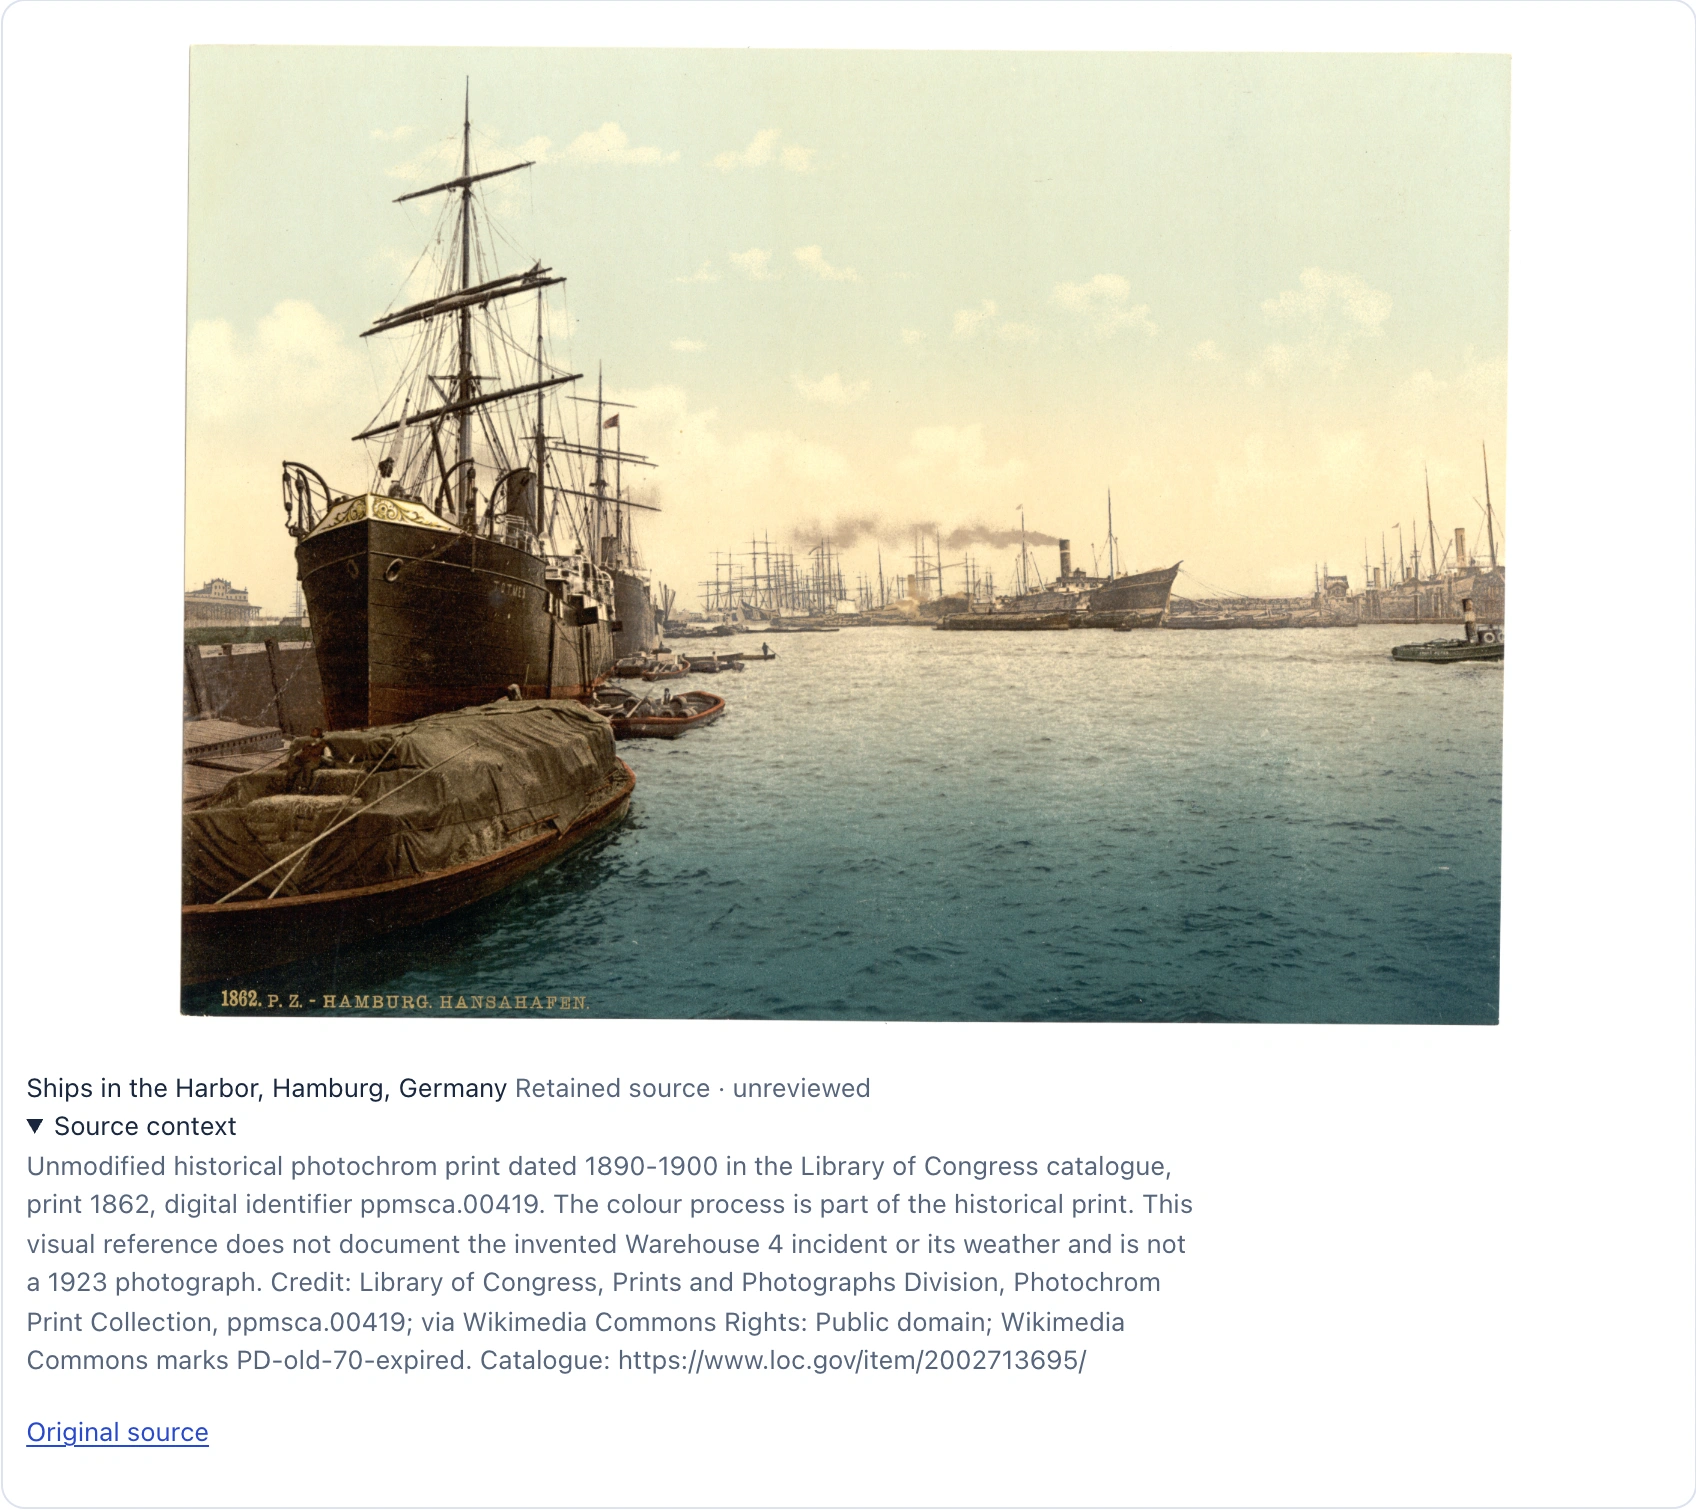 1862. P. Z. - HAMBURG. HANSAHAFEN.
Ships in the Harbor, Hamburg, Germany Retained source · unreviewed
▼ Source context
Unmodified historical photochrom print dated 1890-1900 in the Library of Congress catalogue,
print 1862, digital identifier ppmsca.00419. The colour process is part of the historical print. This
visual reference does not document the invented Warehouse 4 incident or its weather and is not
a 1923 photograph. Credit: Library of Congress, Prints and Photographs Division, Photochrom
Print Collection, ppmsca.00419; via Wikimedia Commons Rights: Public domain; Wikimedia
Commons marks PD-old-70-expired. Catalogue: https://www.loc.gov/item/2002713695/
Original source